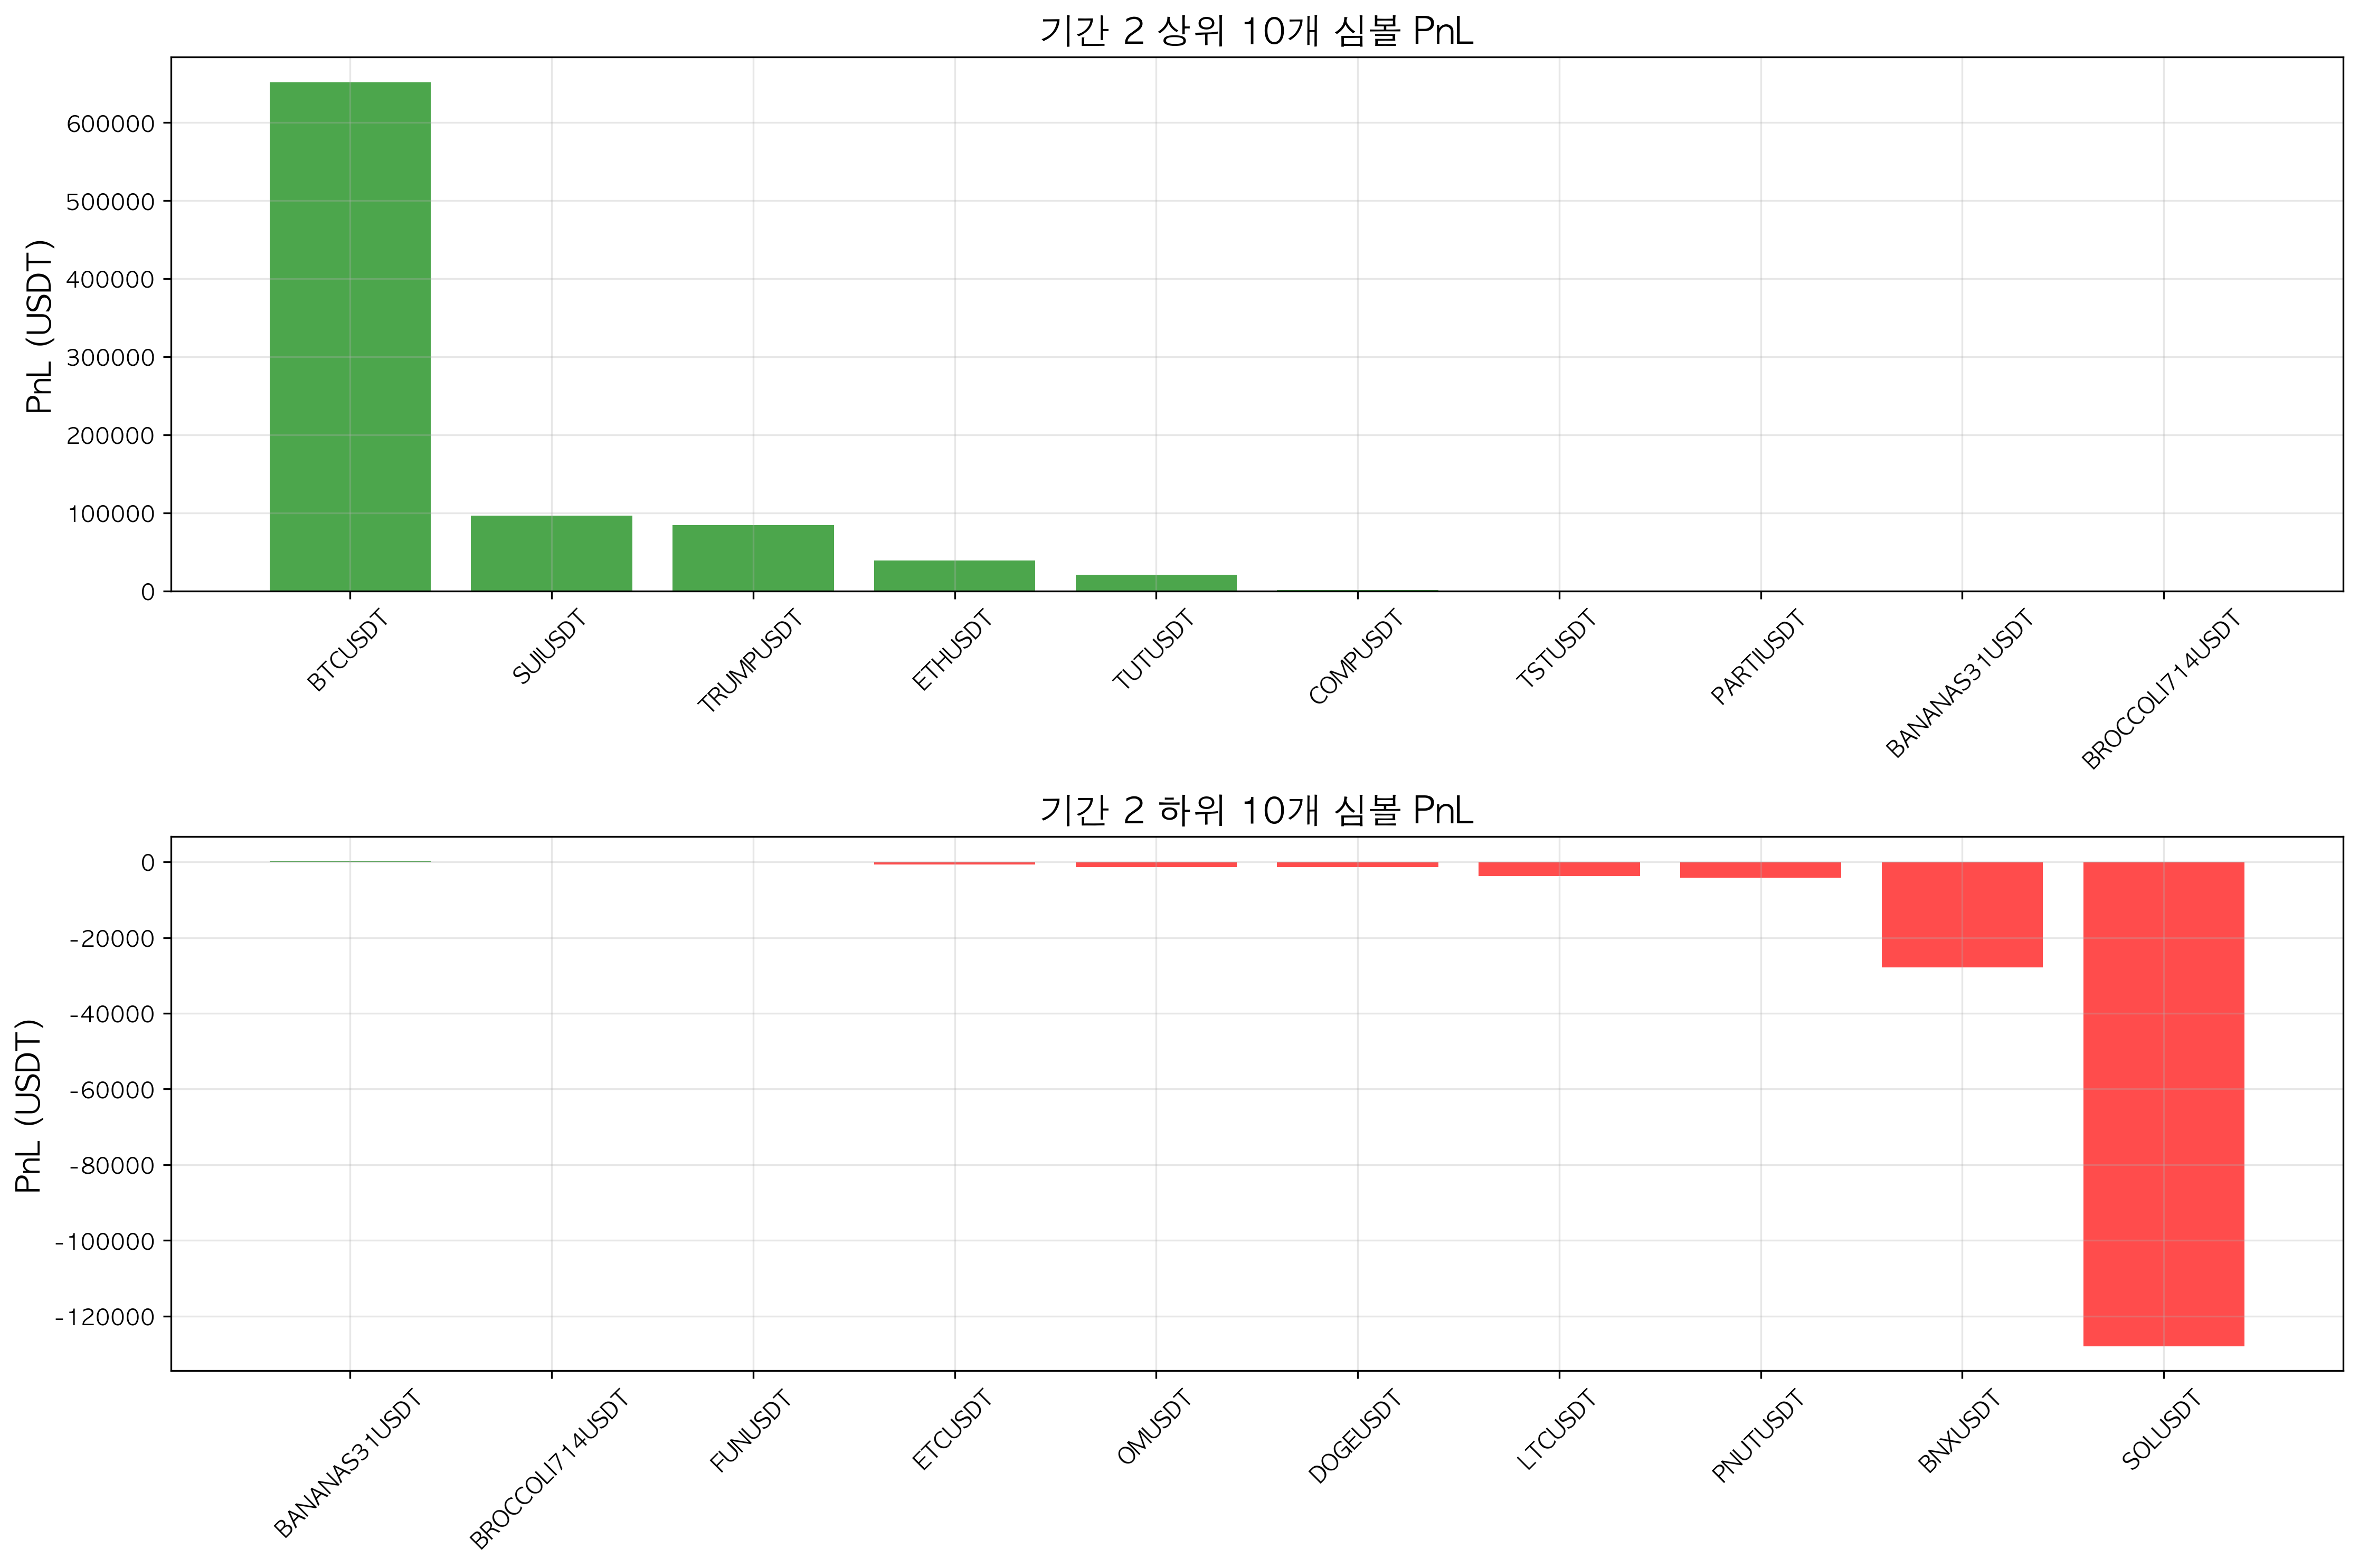 기간 2 상위 10개 심볼 PnL
PnL (USDT)
600000
500000
400000
300000
200000
100000
0
BTCUSDT
SUIUSDT
TRUMPUSDT
ETHUSDT
TUTUSDT
COMPUSDT
TSTUSDT
PARTIUSDT
BANANAS31USDT
BROCCOLI714USDT
기간 2 하위 10개 심볼 PnL
PnL (USDT)
0
-20000
-40000
-60000
-80000
-100000
-120000
BANANAS31USDT
BROCCOLI714USDT
FUNUSDT
ETCUSDT
OMUSDT
DOGEUSDT
LTCUSDT
PNUTUSDT
BNXUSDT
SOLUSDT